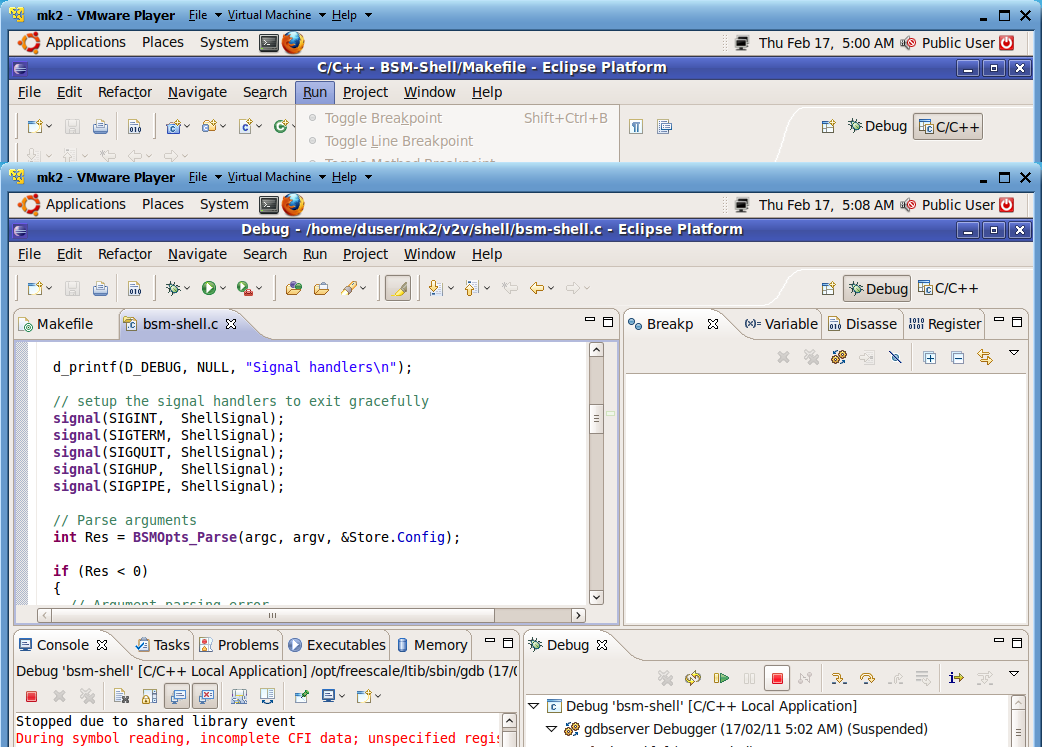 mk2 - VMware Player File Virtual Machine Help
Applications Places System Thu Feb 17, 5:00 AM Public User
C/C++ - BSM-Shell/Makefile - Eclipse Platform
File Edit Refactor Navigate Search Run Project Window Help
Toggle Breakpoint Shift+Ctrl+B
Debug C/C++
Toggle Line Breakpoint
Toggle Method Breakpoint
mk2 - VMware Player File Virtual Machine Help
Applications Places System Thu Feb 17, 5:08 AM Public User
Debug - /home/duser/mk2/v2v/shell/bsm-shell.c - Eclipse Platform
File Edit Refactor Navigate Search Run Project Window Help
Debug C/C++
Makefile bsm-shell.c Breakp (x)= Variable Disasse Register
d_printf(D_DEBUG, NULL, "Signal handlers\n");
// setup the signal handlers to exit gracefully
signal(SIGINT, ShellSignal);
signal(SIGTERM, ShellSignal);
signal(SIGQUIT, ShellSignal);
signal(SIGHUP, ShellSignal);
signal(SIGPIPE, ShellSignal);
// Parse arguments
int Res = BSMOpts_Parse(argc, argv, &Store.Config);
if (Res < 0)
{
// Argument parsing error
Console Tasks Problems Executables Memory Debug
Debug 'bsm-shell' [C/C++ Local Application] /opt/freescale/ltib/sbin/gdb (17/0
Debug 'bsm-shell' [C/C++ Local Application]
Stopped due to shared library event
gdbserver Debugger (17/02/11 5:02 AM) (Suspended)
During symbol reading, incomplete CFI data; unspecified regis